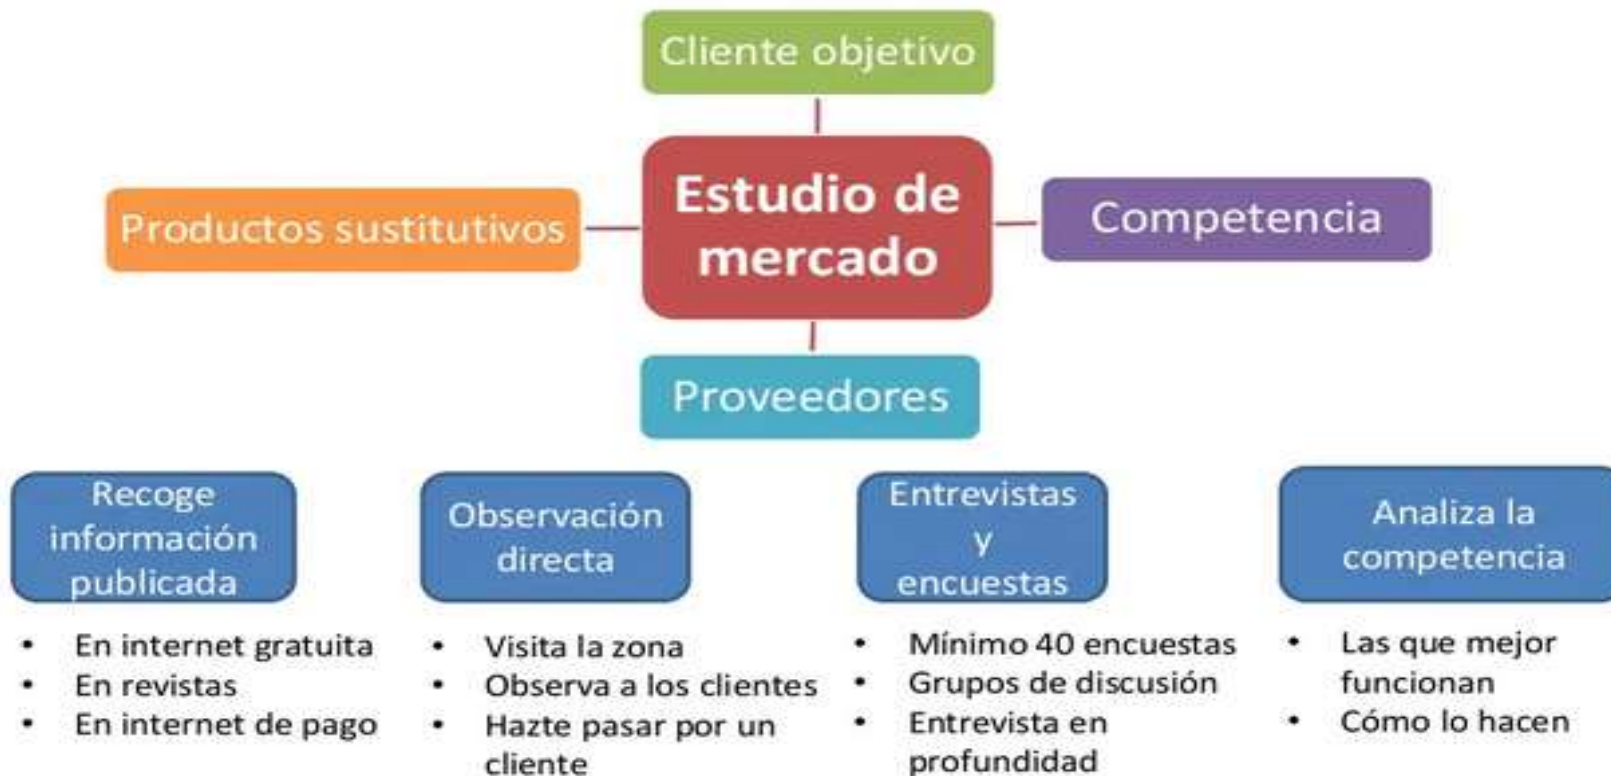 Cliente objetivo
Productos sustitutivos
Estudio de
mercado
Competencia
Proveedores
Recoge
información
publicada
• En internet gratuita
• En revistas
• En internet de pago
Observación
directa
• Visita la zona
• Observa a los clientes
• Hazte pasar por un
cliente
Entrevistas
y
encuestas
• Mínimo 40 encuestas
• Grupos de discusión
• Entrevista en
profundidad
Analiza la
competencia
• Las que mejor
funcionan
• Cómo lo hacen